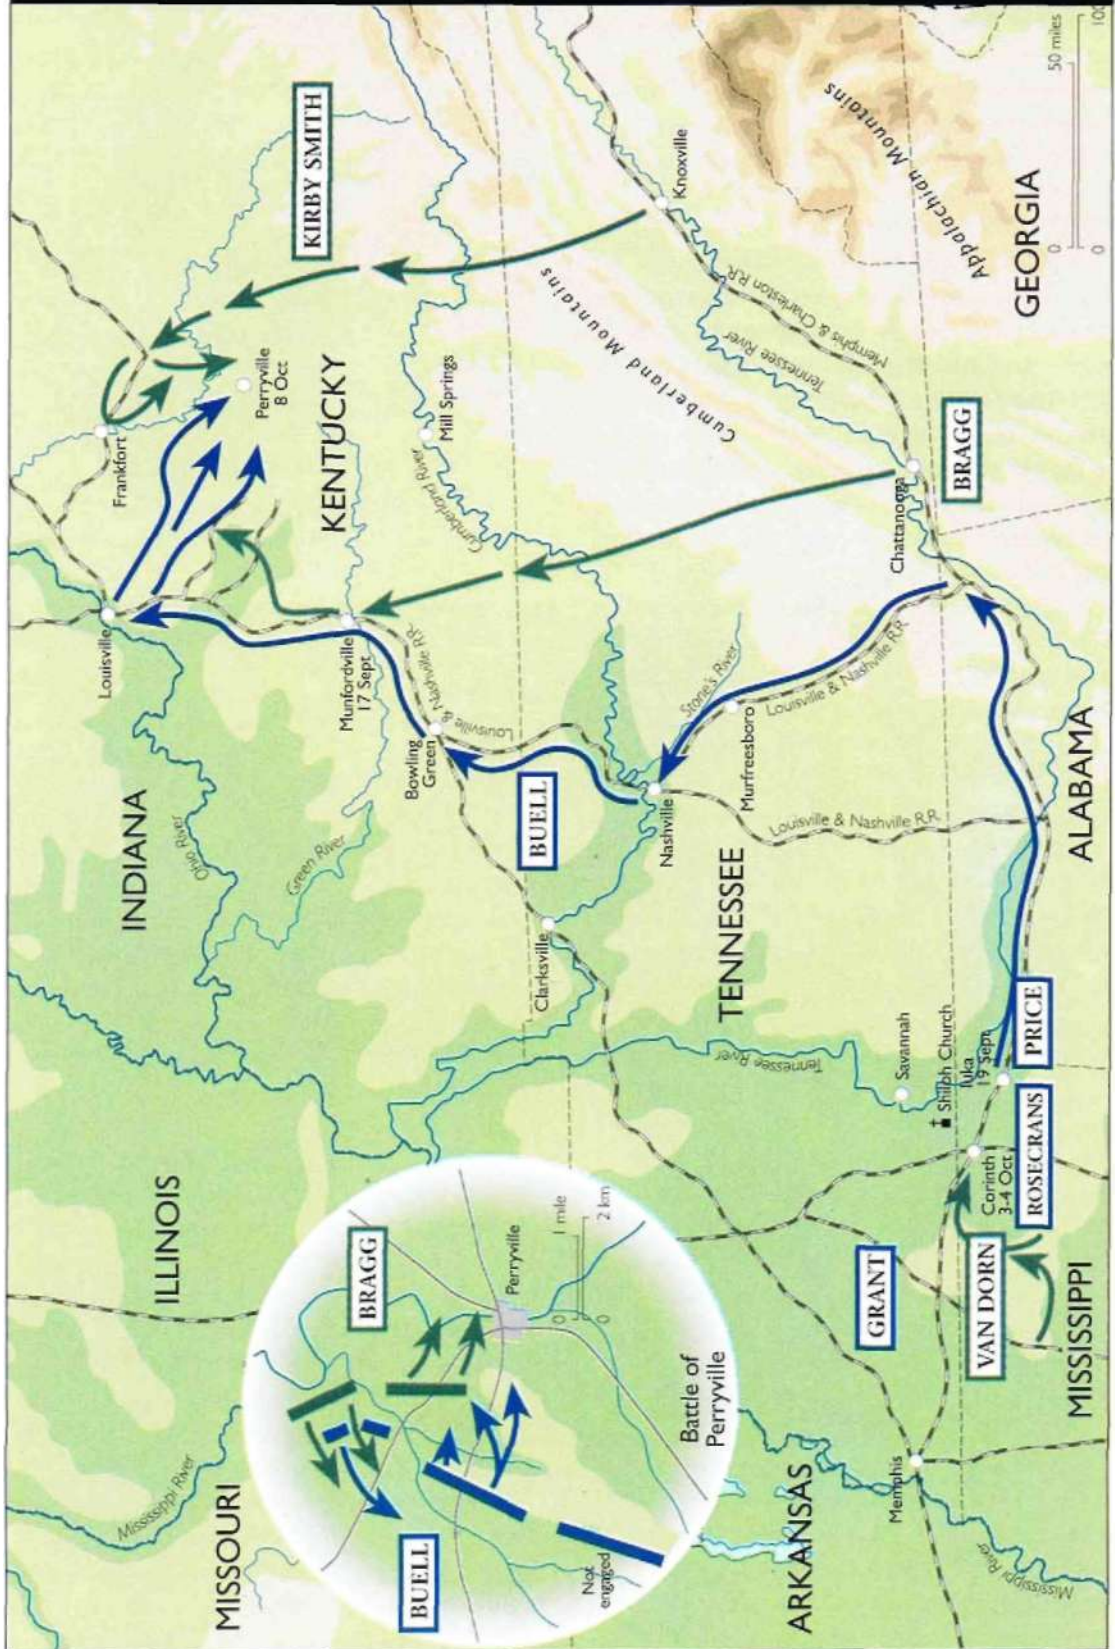 MISSOURI
Mississippi River
ILLINOIS
INDIANA
Ohio River
Green River
Louisville
Frankfort
KENTUCKY
Perryville
8 Oct
KIRBY SMITH
Munfordville
17 Sept
Louisville & Nashville R.R.
Bowling
Green
Louisville & Nashville
Mill Springs
Cumberland River
BUELL
Clarksville
Nashville
Stone's River
Murfreesboro
Louisville & Nashville R.R.
Louisville & Nashville R.R.
TENNESSEE
Tennessee River
Cumberland Mountains
Knoxville
Memphis & Charleston R.R.
Tennessee River
Appalachian Mountains
Chattanooga
BRAGG
GEORGIA
50 miles
0
0
100
Savannah
Shiloh Church
Iuka
19 Sept
PRICE
Corinth
3-4 Oct
ROSECRANS
GRANT
VAN DORN
MISSISSIPPI
ALABAMA
Memphis
Mississippi River
ARKANSAS
BRAGG
BUELL
Perryville
1 mile
0
0
2 km
Battle of
Perryville
Not
engaged